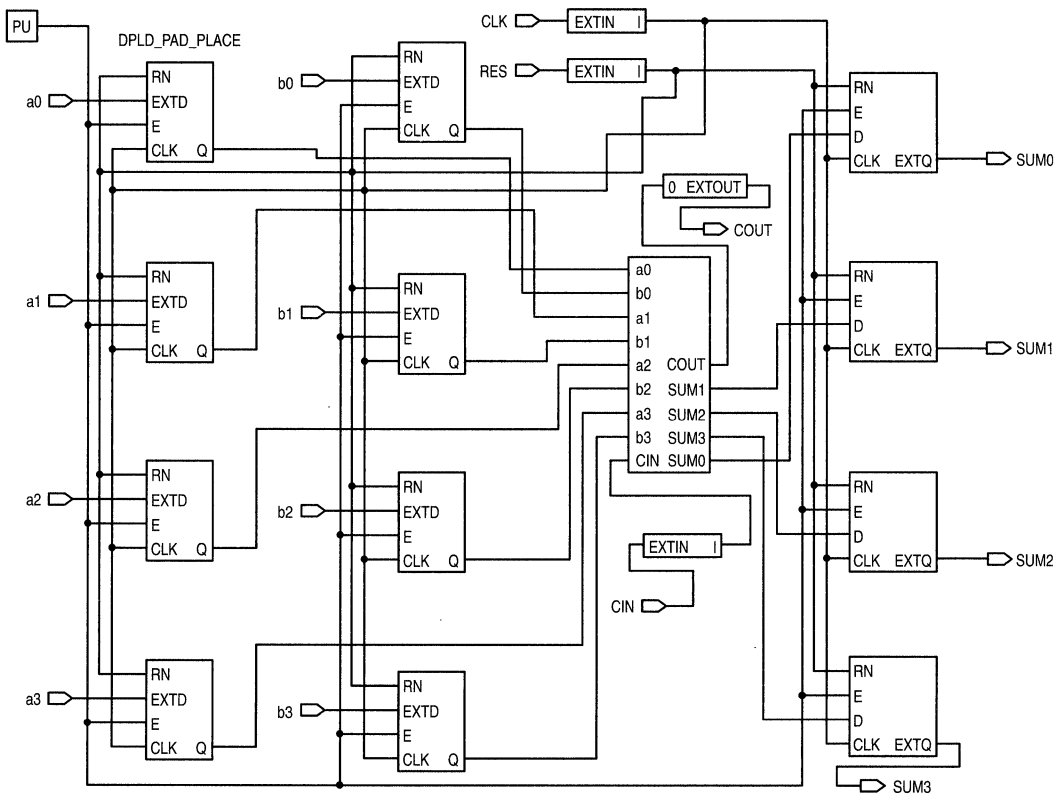 PU
DPLD_PAD_PLACE
a0
RN
EXTD
E
CLK Q
a1
RN
EXTD
E
CLK Q
a2
RN
EXTD
E
CLK Q
a3
RN
EXTD
E
CLK Q
b0
RN
EXTD
E
CLK Q
b1
RN
EXTD
E
CLK Q
b2
RN
EXTD
E
CLK Q
b3
RN
EXTD
E
CLK Q
CLK
EXTIN I
RES
EXTIN I
0 EXTOUT
COUT
a0
b0
a1
b1
a2 COUT
b2 SUM1
a3 SUM2
b3 SUM3
CIN SUM0
EXTIN I
CIN
RN
E
D
CLK EXTQ
SUM0
RN
E
D
CLK EXTQ
SUM1
RN
E
D
CLK EXTQ
SUM2
RN
E
D
CLK EXTQ
SUM3